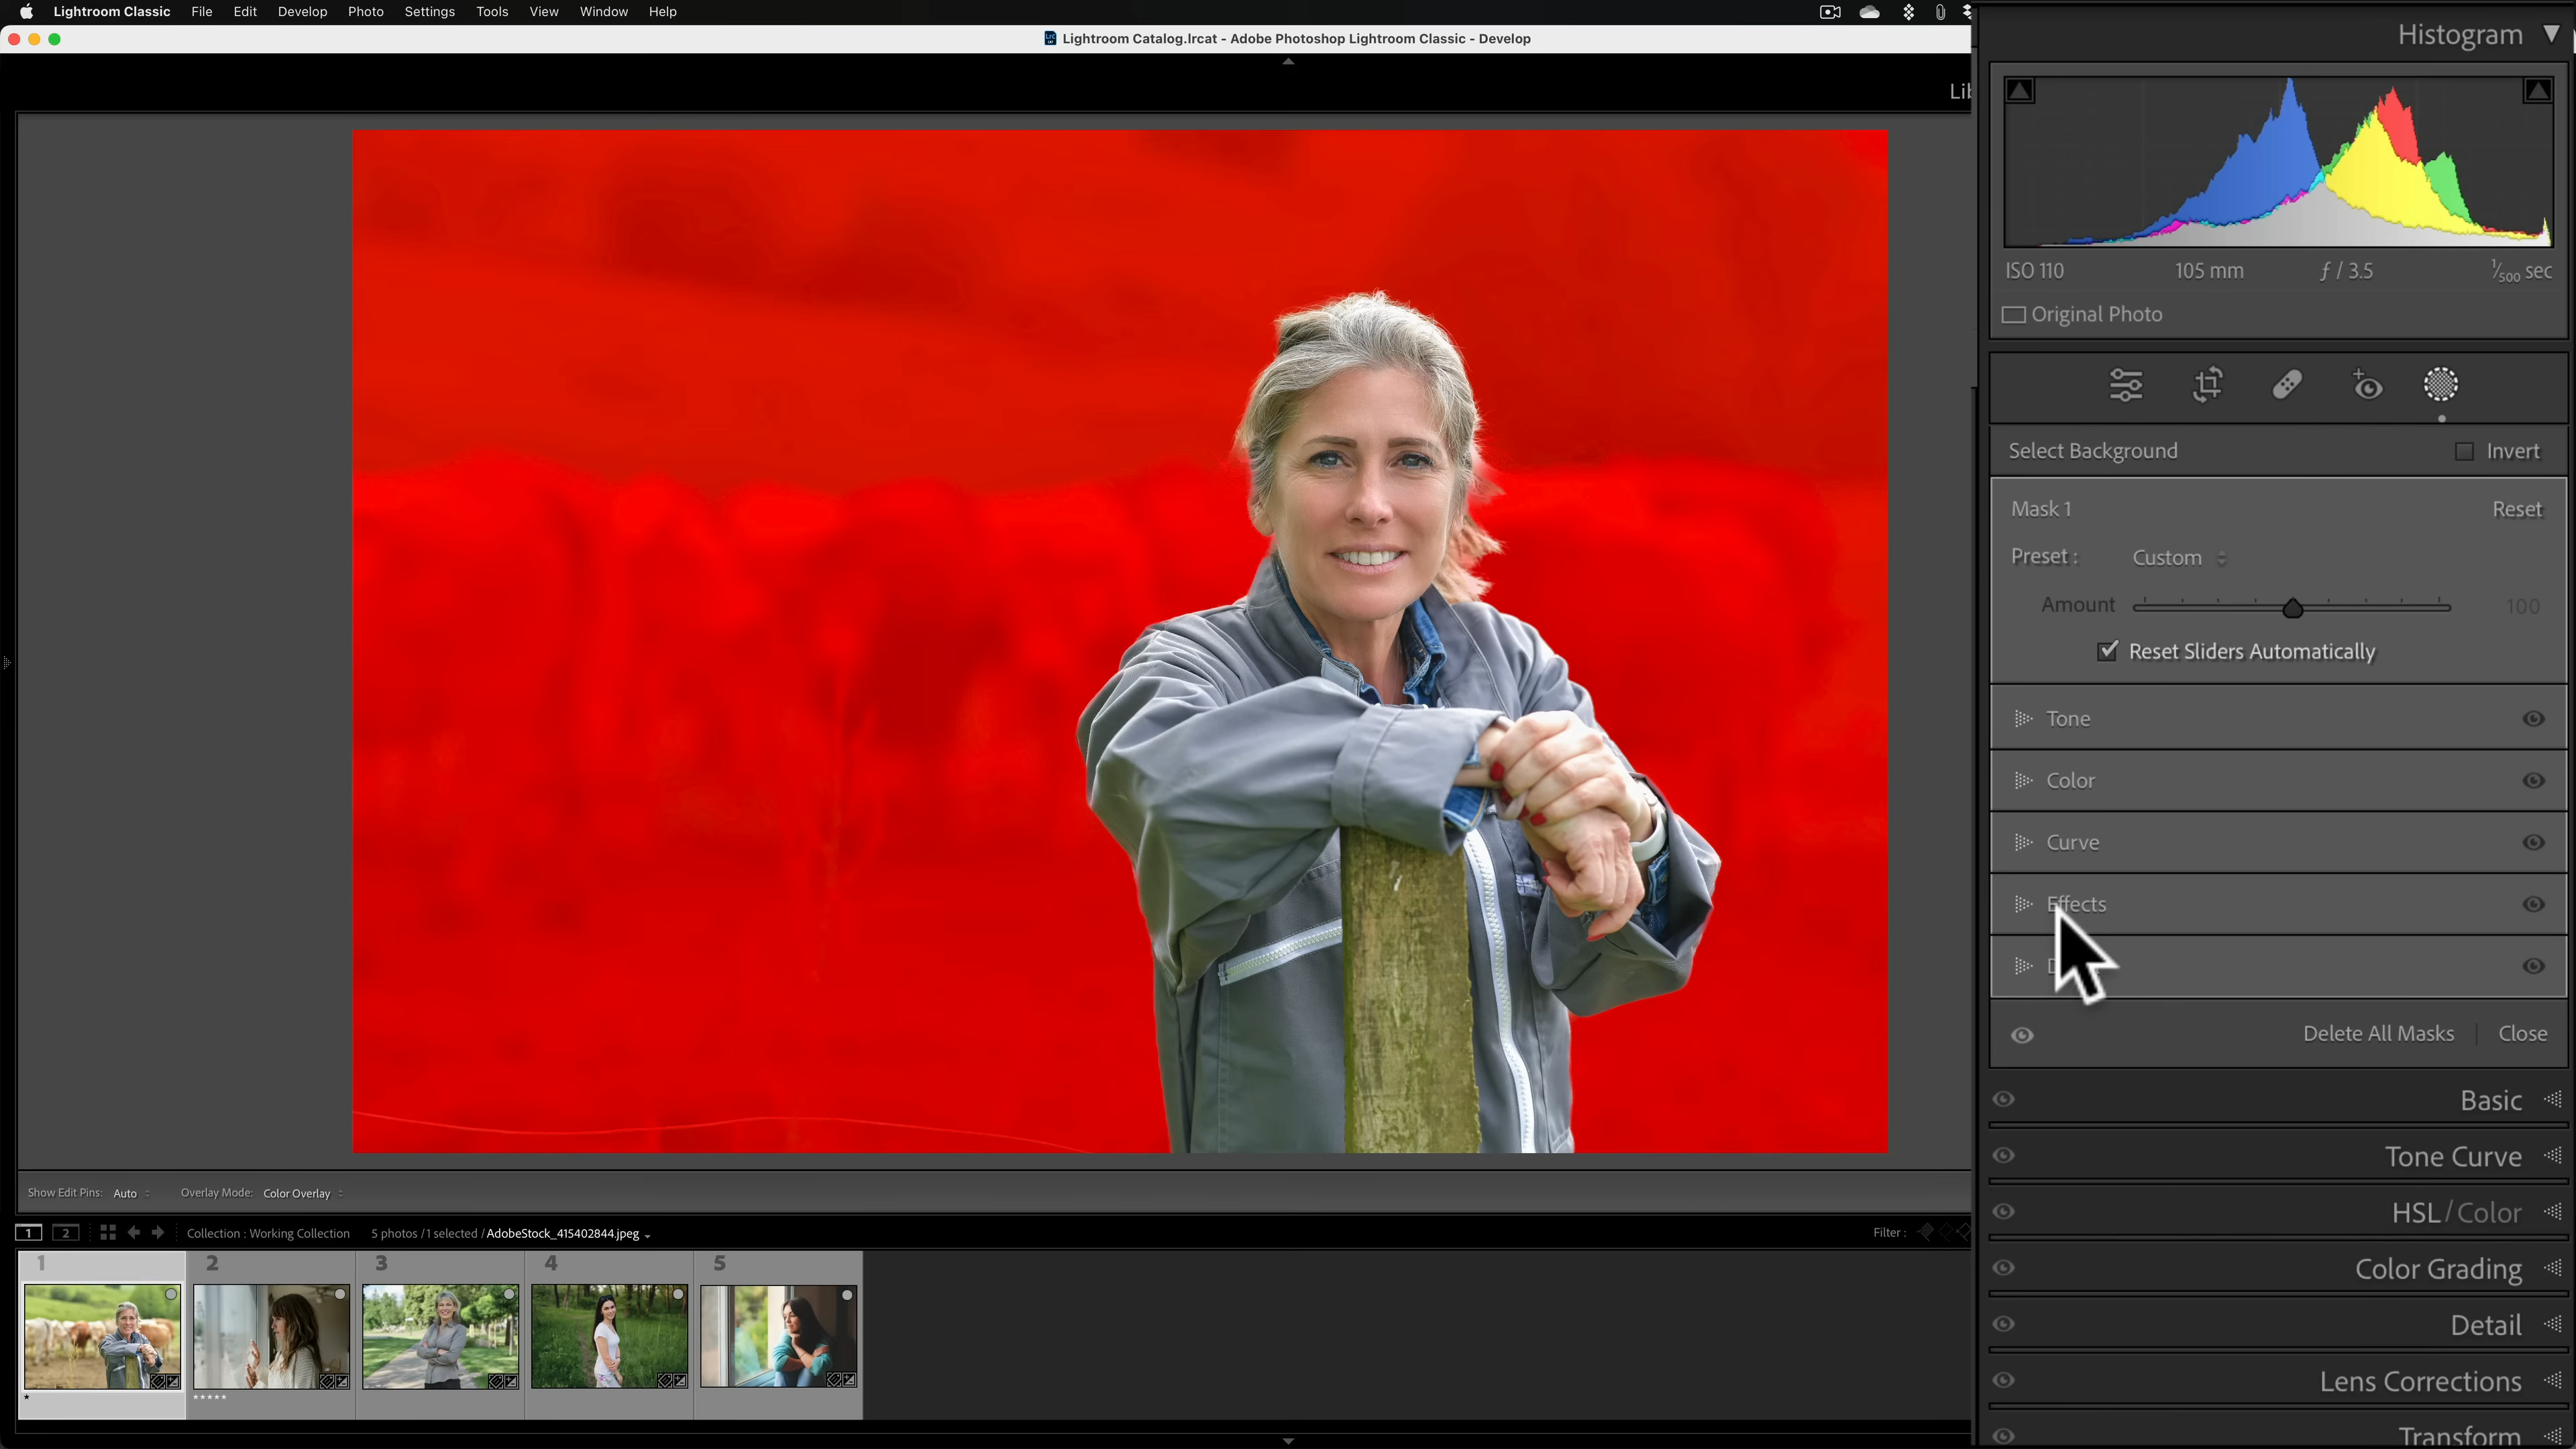 Lightroom Classic File Edit Develop Photo Settings Tools View Window Help
Lightroom Catalog.lrcat - Adobe Photoshop Lightroom Classic - Develop
Histogram
ISO 110 105 mm ƒ / 3.5 1/500 sec
Original Photo
Select Background Invert
Mask 1 Reset
Preset : Custom
Amount 100
Reset Sliders Automatically
Tone
Color
Curve
Effects
Delete All Masks | Close
Basic
Tone Curve
HSL / Color
Color Grading
Detail
Lens Corrections
Transform
Show Edit Pins: Auto Overlay Mode: Color Overlay
1 2 Collection : Working Collection 5 photos / 1 selected / AdobeStock_415402844.jpeg Filter :
1 2 3 4 5